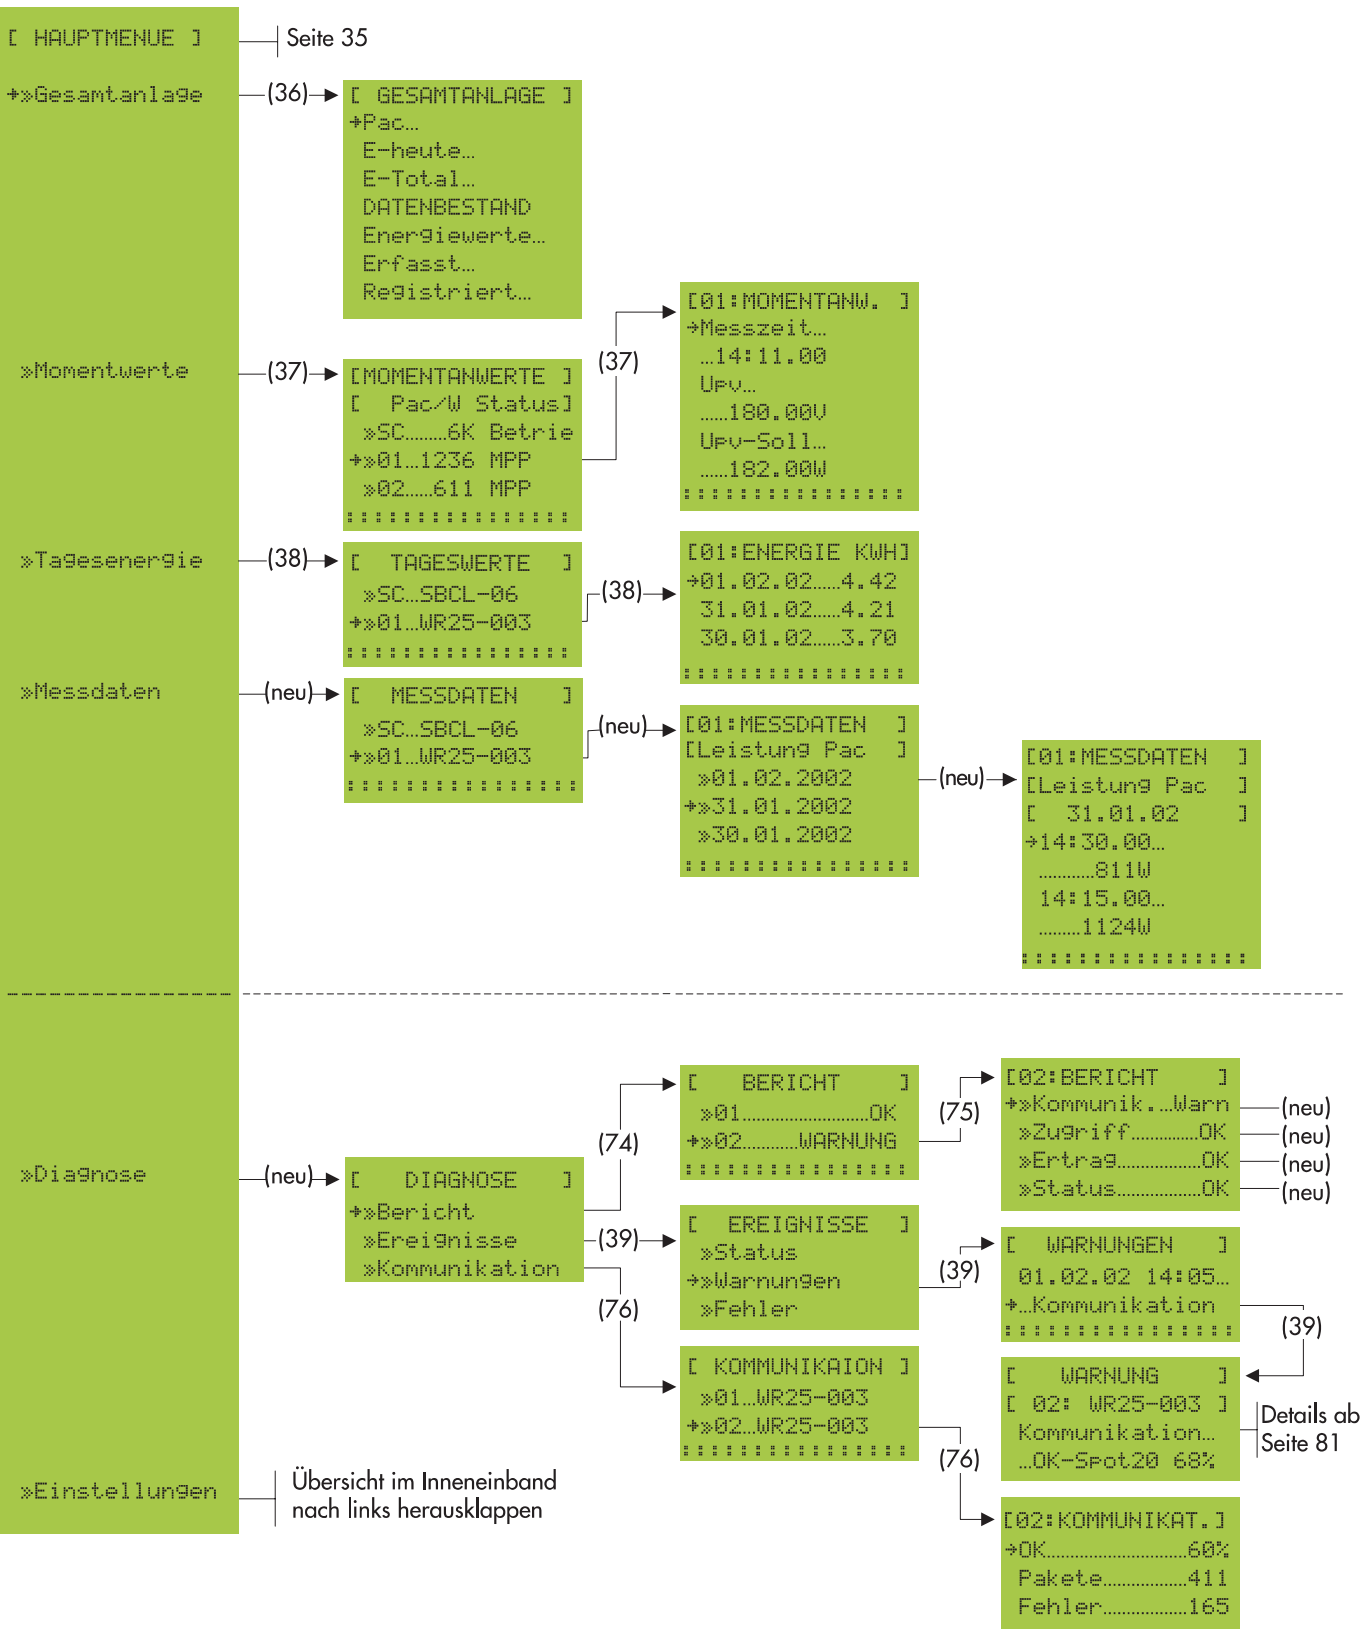 [ HAUPTMENUE ]
Seite 35
→»Gesamtanlage
(36)
[ GESAMTANLAGE ]
→Pac...
E-heute...
E-Total...
DATENBESTAND
Energiewerte...
Erfasst...
Registriert...
»Momentwerte
(37)
[MOMENTANWERTE ]
[ Pac/W Status]
»SC........6K Betrie
→»01...1236 MPP
»02.....611 MPP
(37)
[01:MOMENTANW. ]
→Messzeit...
...14:11.00
Upv...
......180.00V
Upv-Soll...
......182.00W
»Tagesenergie
(38)
[ TAGESWERTE ]
»SC...SBCL-06
→»01...WR25-003
(38)
[01:ENERGIE KWH]
→01.02.02.....4.42
31.01.02.....4.21
30.01.02.....3.70
»Messdaten
(neu)
[ MESSDATEN ]
»SC...SBCL-06
→»01...WR25-003
(neu)
[01:MESSDATEN ]
[Leistung Pac ]
»01.02.2002
→»31.01.2002
»30.01.2002
(neu)
[01:MESSDATEN ]
[Leistung Pac ]
[ 31.01.02 ]
→14:30.00...
............811W
14:15.00...
.........1124W
»Diagnose
(neu)
[ DIAGNOSE ]
→»Bericht
»Ereignisse
»Kommunikation
(74)
[ BERICHT ]
»01...........................OK
→»02...........WARNUNG
(75)
[02:BERICHT ]
→»Kommunik....Warn
»Zugriff..............OK
»Ertrag..................OK
»Status..................OK
(neu)
(neu)
(neu)
(neu)
(39)
[ EREIGNISSE ]
»Status
→»Warnungen
»Fehler
(39)
[ WARNUNGEN ]
01.02.02 14:05...
→...Kommunikation
(39)
[ WARNUNG ]
[ 02: WR25-003 ]
Kommunikation...
...OK-Spot20 68%
Details ab
Seite 81
(76)
[ KOMMUNIKAION ]
»01...WR25-003
→»02...WR25-003
(76)
[02:KOMMUNIKAT.]
→OK..............................60%
Pakete..................411
Fehler..................165
»Einstellungen
Übersicht im Inneneinband
nach links herausklappen